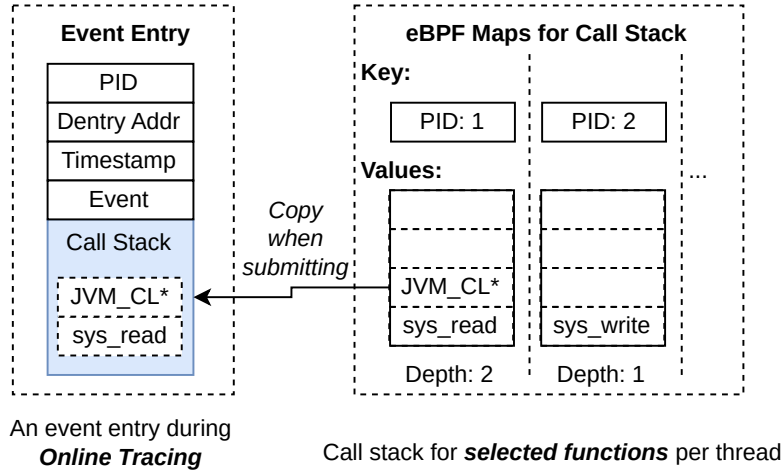 Event Entry
PID
Dentry Addr
Timestamp
Event
Call Stack
JVM_CL*
sys_read
An event entry during
Online Tracing
Copy
when
submitting
eBPF Maps for Call Stack
Key:
PID: 1
PID: 2
Values:
...
JVM_CL*
sys_read
sys_write
Depth: 2
Depth: 1
Call stack for selected functions per thread